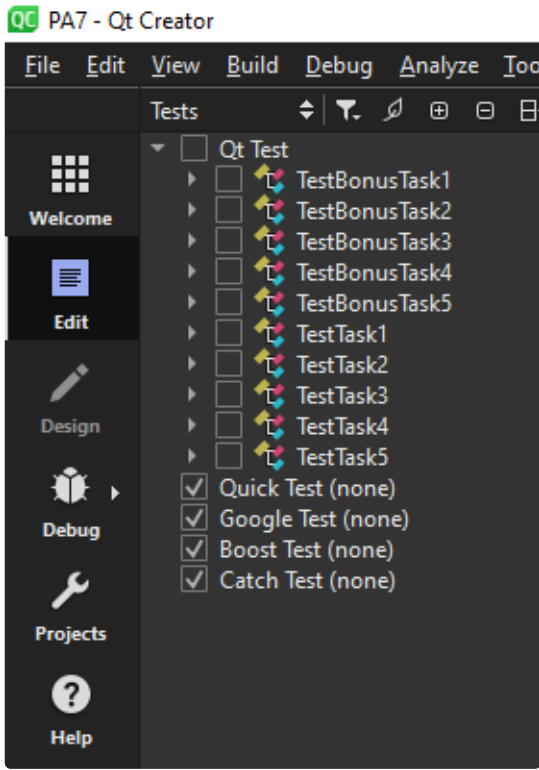 QC PA7 - Qt Creator
File Edit View Build Debug Analyze Too
Tests
Qt Test
TestBonusTask1
TestBonusTask2
TestBonusTask3
TestBonusTask4
TestBonusTask5
TestTask1
TestTask2
TestTask3
TestTask4
TestTask5
Quick Test (none)
Google Test (none)
Boost Test (none)
Catch Test (none)
Welcome
Edit
Design
Debug
Projects
Help